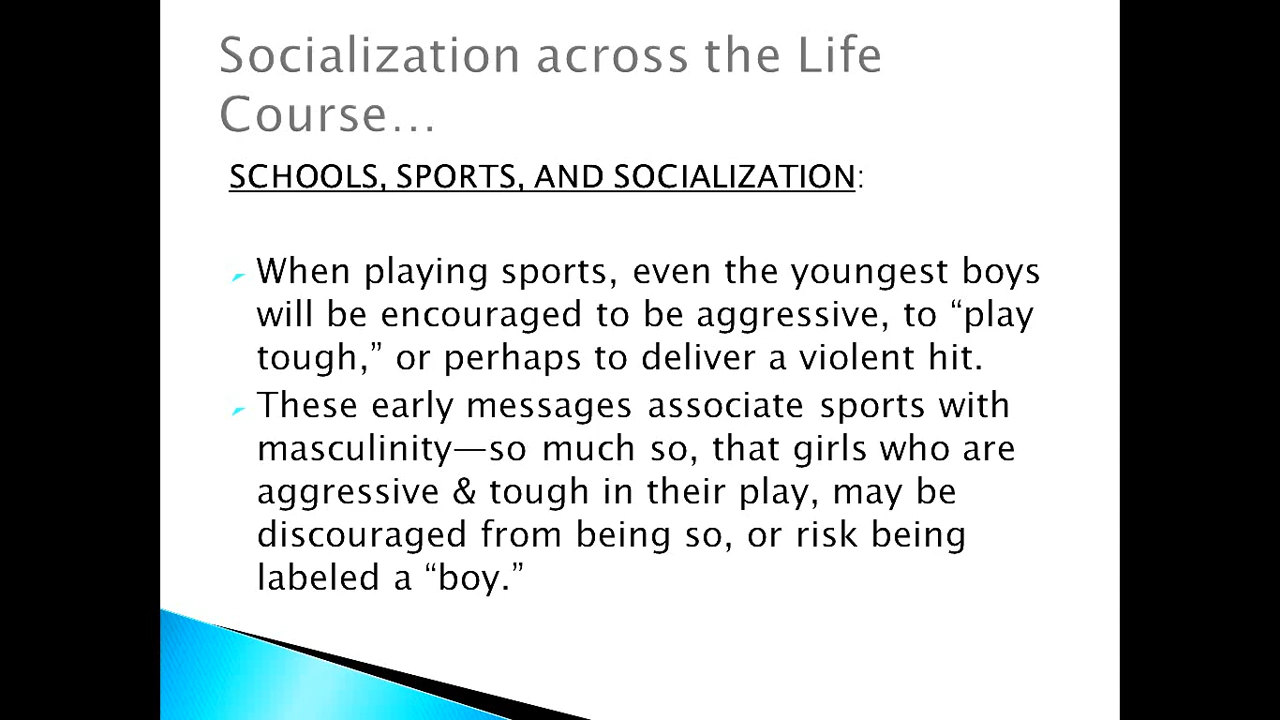 Socialization across the Life
Course…
SCHOOLS, SPORTS, AND SOCIALIZATION:
When playing sports, even the youngest boys
will be encouraged to be aggressive, to “play
tough,” or perhaps to deliver a violent hit.
These early messages associate sports with
masculinity—so much so, that girls who are
aggressive & tough in their play, may be
discouraged from being so, or risk being
labeled a “boy.”